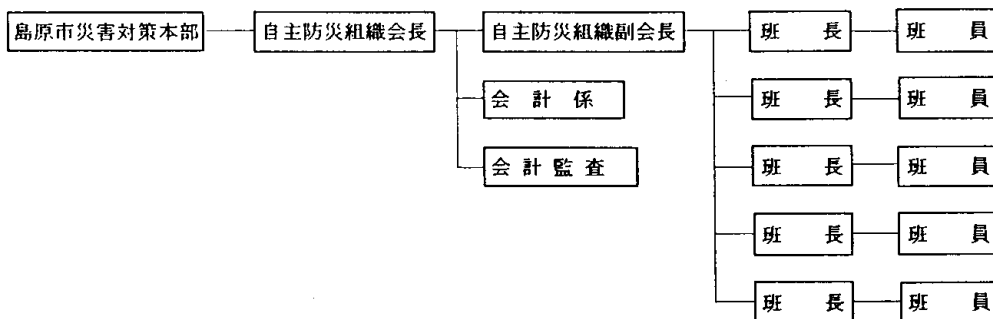 島原市災害対策本部 自主防災組織会長 自主防災組織副会長 班 長 班 員
会計係 班 長 班 員
会計監査 班 長 班 員
班 長 班 員
班 長 班 員